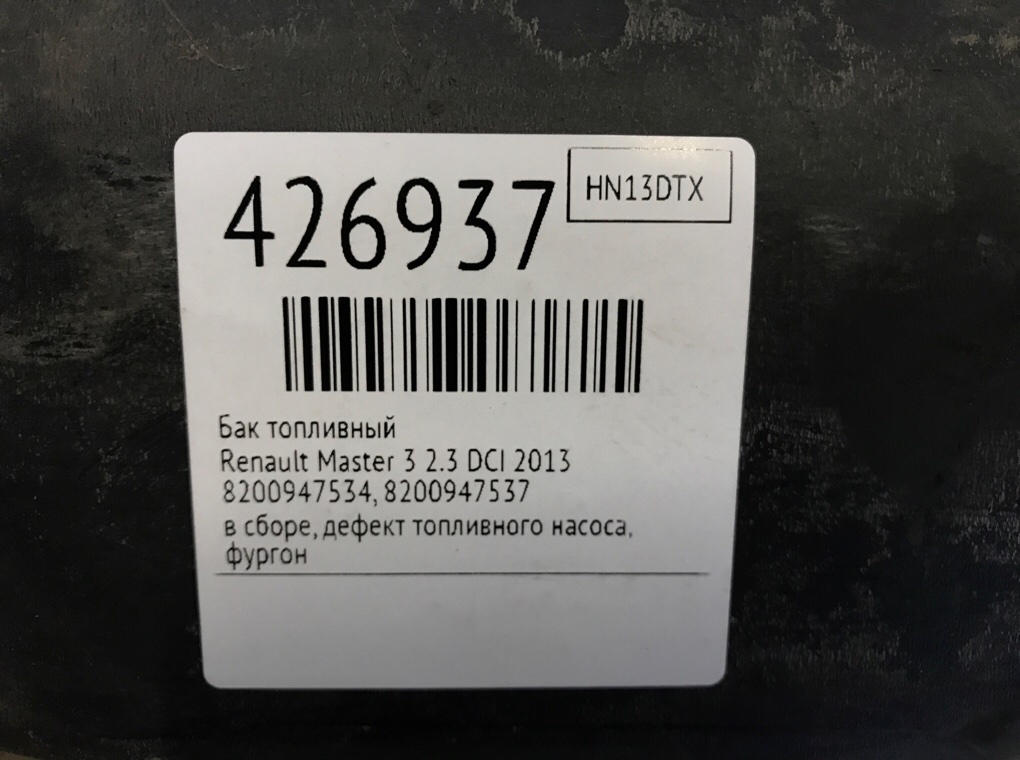 426937
HN13DTX
Бак топливный
Renault Master 3 2.3 DCI 2013
8200947534, 8200947537
в сборе, дефект топливного насоса,
фургон